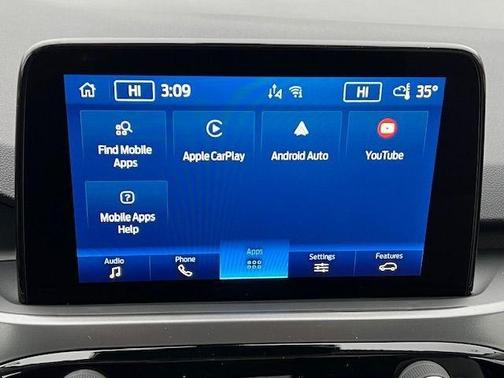 HI 3:09 HI 35°
Find Mobile
Apps
Apple CarPlay
Android Auto
YouTube
Mobile Apps
Help
Audio
Phone
Apps
Settings
Features